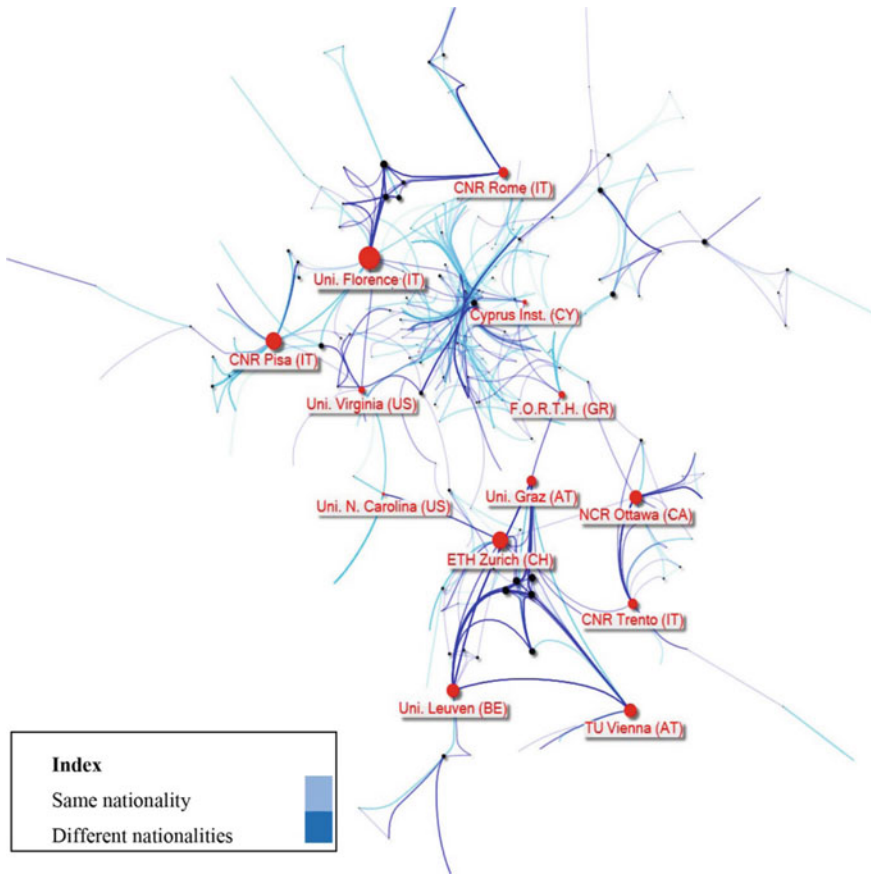 CNR Rome (IT)
Uni. Florence (IT)
Cyprus Inst. (CY)
CNR Pisa (IT)
Uni. Virginia (US)
F.O.R.T.H. (GR)
Uni. N. Carolina (US)
Uni. Graz (AT)
NCR Ottawa (CA)
ETH Zurich (CH)
CNR Trento (IT)
Uni. Leuven (BE)
TU Vienna (AT)
Index
Same nationality
Different nationalities